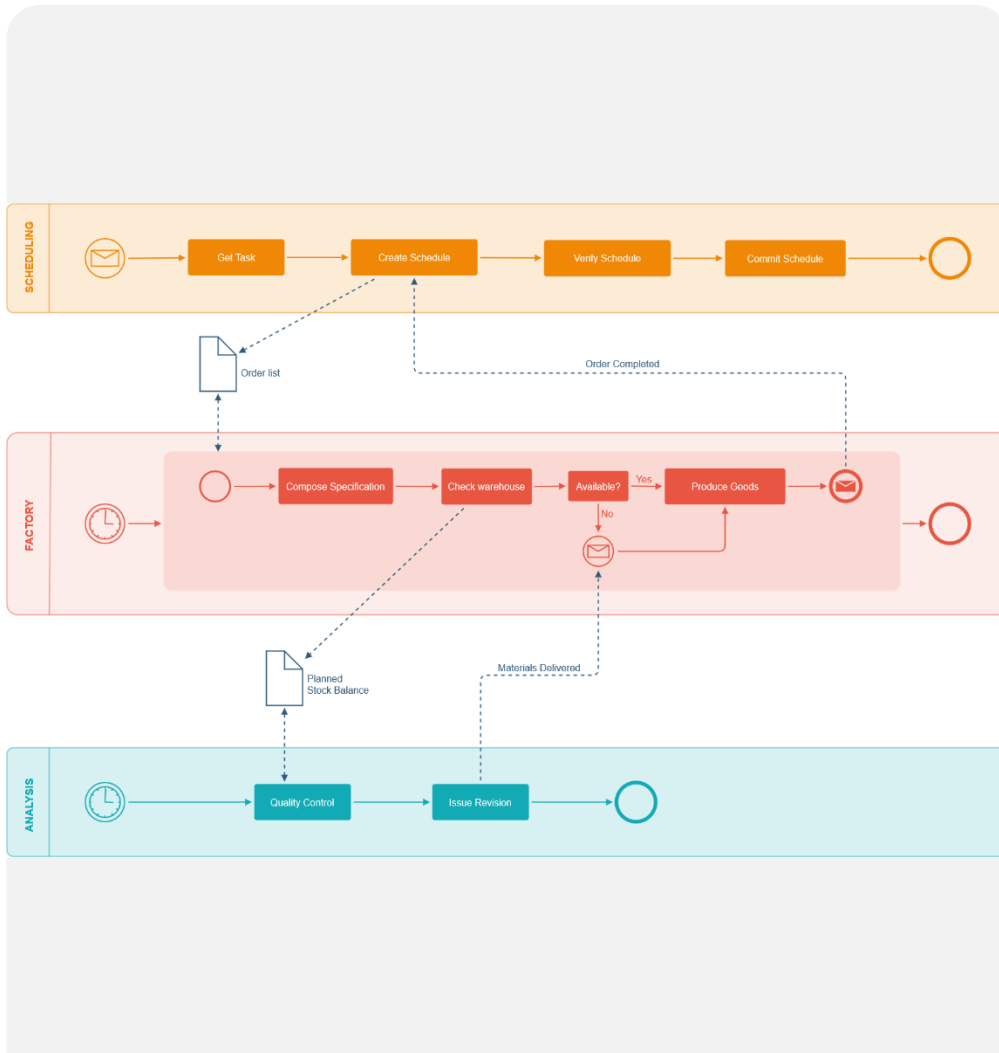 SCHEDULING
Get Task
Create Schedule
Verify Schedule
Commit Schedule
Order list
Order Completed
FACTORY
Compose Specification
Check warehouse
Available?
Yes
No
Produce Goods
Planned
Stock Balance
Materials Delivered
ANALYSIS
Quality Control
Issue Revision